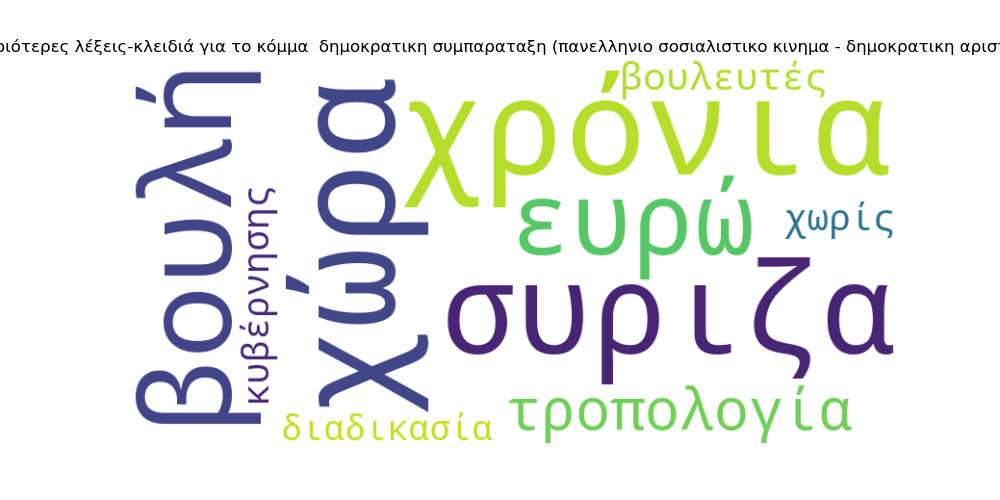 ριότερες λέξεις-κλειδιά για το κόμμα δημοκρατικη συμπαραταξη (πανελληνιο σοσιαλιστικο κινημα - δημοκρατικη αριστ
βουλή
κυβέρνησης
χώρα
χρόνια
βουλευτές
ευρώ
χωρίς
συριζα
τροπολογία
διαδικασία